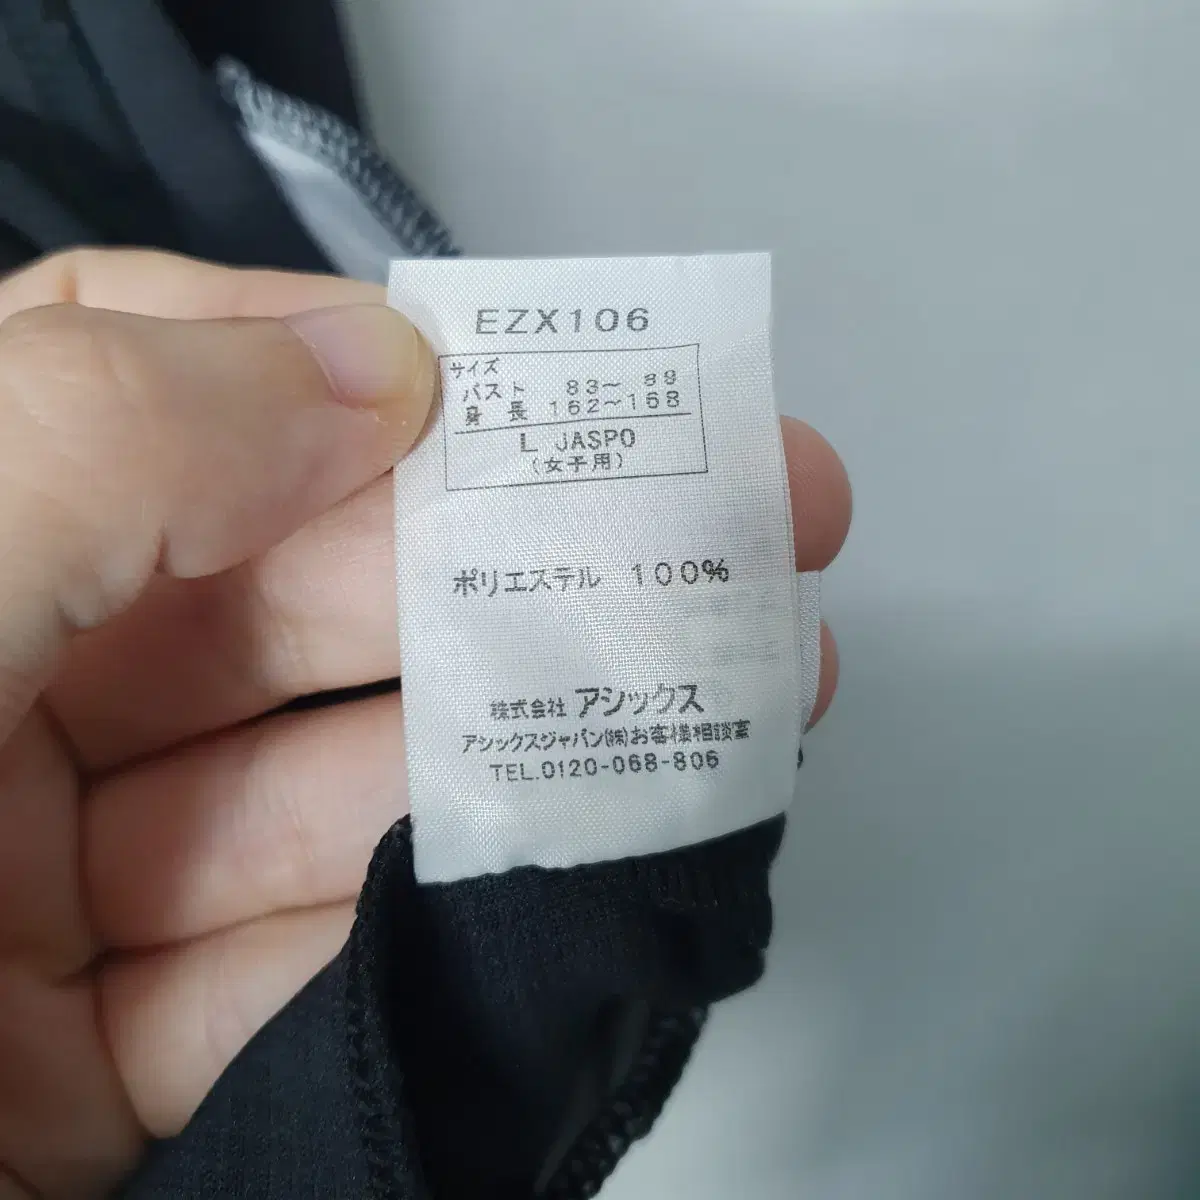 EZX106
サイズ
バスト 83~ 89
身長 162~168
L JASPO
(女子用)
ポリエステル 100%
株式会社 アシックス
アシックスジャパン(株)お客様相談室
TEL.0120-068-806